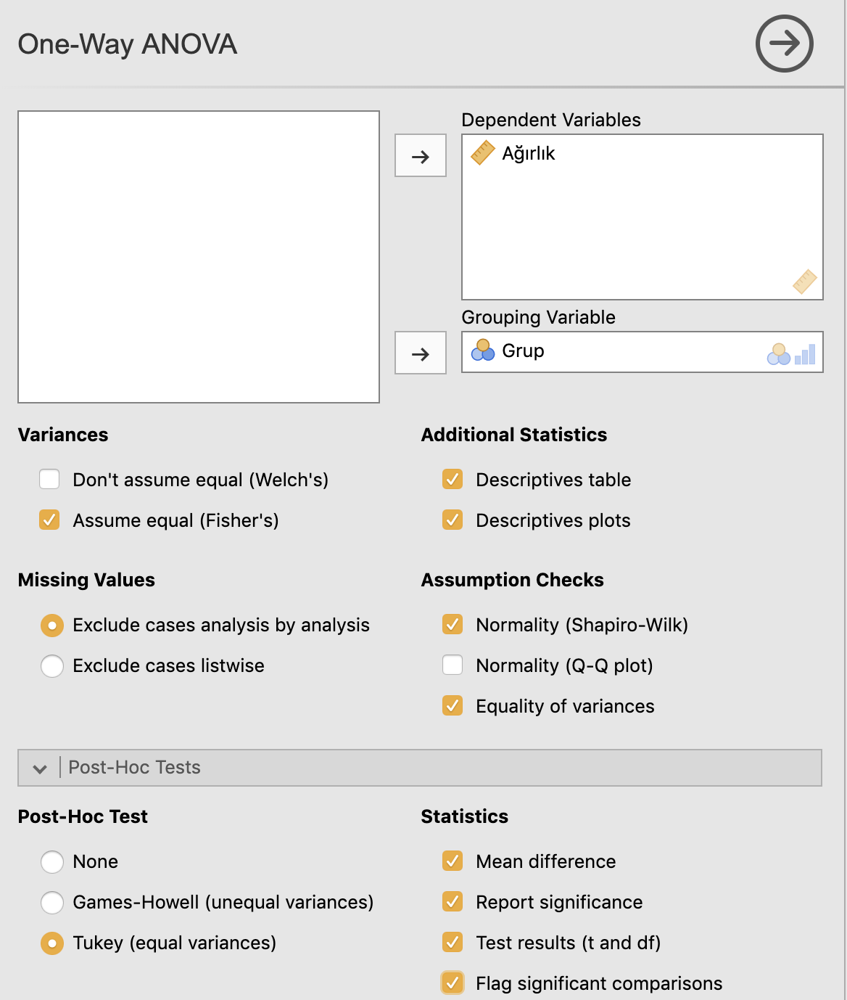 One-Way ANOVA
Dependent Variables
Ağırlık
Grouping Variable
Grup
Variances
Don't assume equal (Welch's)
Assume equal (Fisher's)
Additional Statistics
Descriptives table
Descriptives plots
Missing Values
Exclude cases analysis by analysis
Exclude cases listwise
Assumption Checks
Normality (Shapiro-Wilk)
Normality (Q-Q plot)
Equality of variances
Post-Hoc Tests
Post-Hoc Test
None
Games-Howell (unequal variances)
Tukey (equal variances)
Statistics
Mean difference
Report significance
Test results (t and df)
Flag significant comparisons